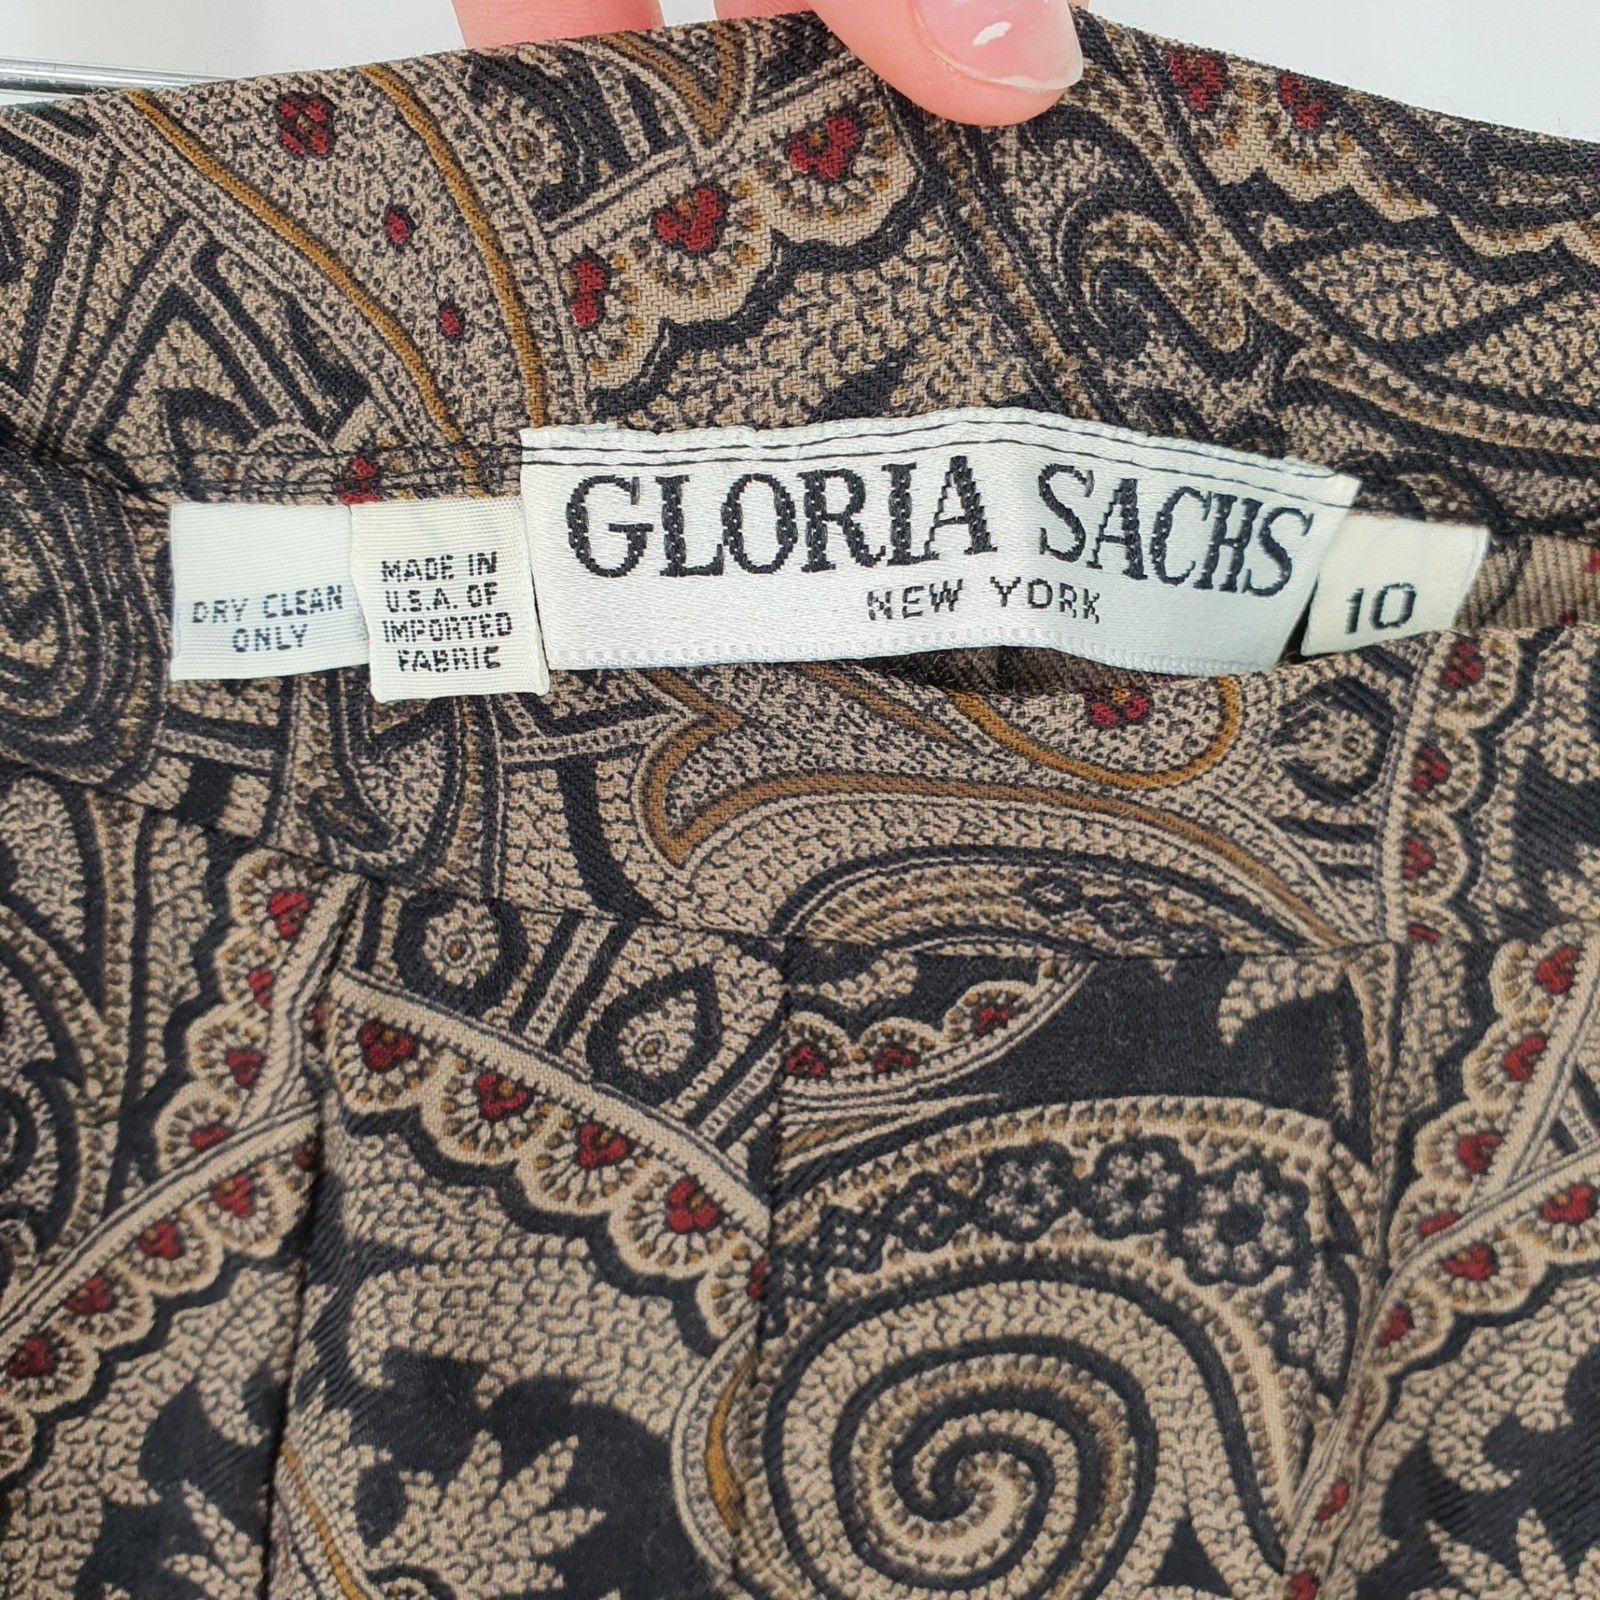 DRY CLEAN
ONLY
MADE IN
U.S.A. OF
IMPORTED
FABRIC
GLORIA SACHS
NEW YORK
10